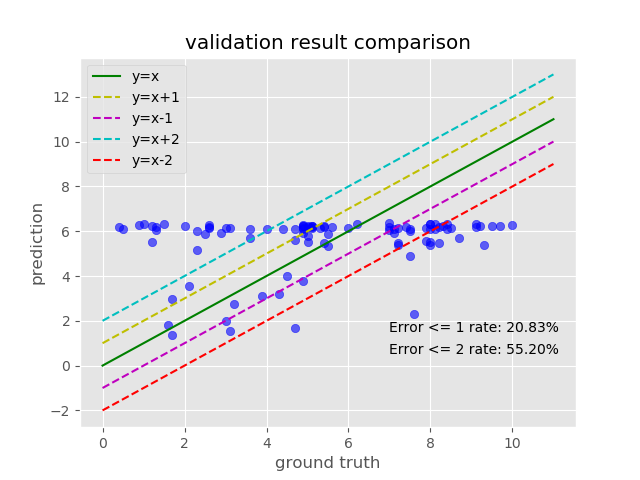 validation result comparison
y=x
y=x+1
y=x-1
y=x+2
y=x-2
12
10
8
6
4
2
0
−2
prediction
Error <= 1 rate: 20.83%
Error <= 2 rate: 55.20%
0 2 4 6 8 10
ground truth